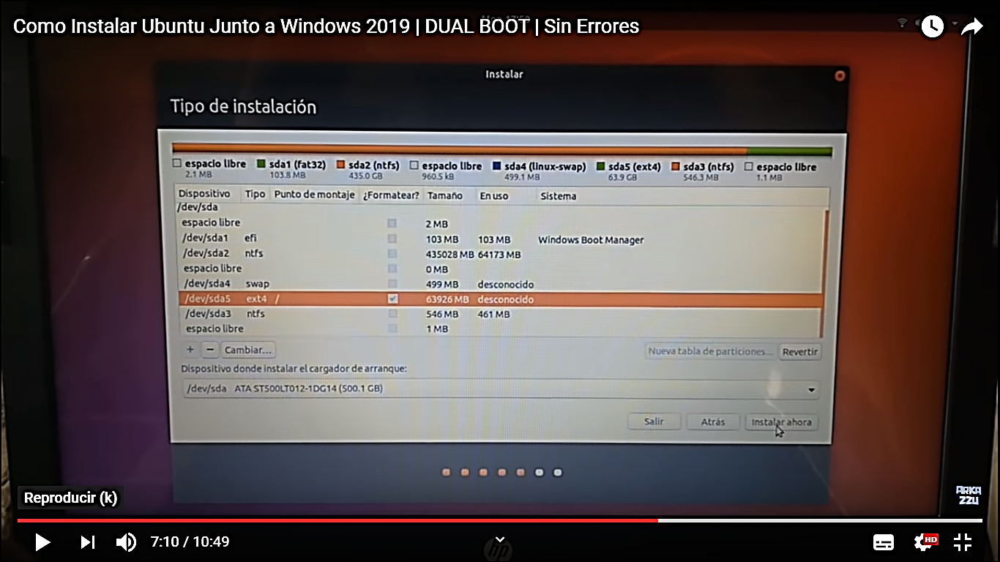 Como Instalar Ubuntu Junto a Windows 2019 | DUAL BOOT | Sin Errores
Instalar
Tipo de instalación
espacio libre sda1 (fat32) sda2 (ntfs) espacio libre sda4 (linux-swap) sda5 (ext4) sda3 (ntfs) espacio libre
2.1 MB 103.8 MB 435.0 GB 960.5 kB 499.1 MB 63.9 GB 546.3 MB 1.1 MB
Dispositivo Tipo Punto de montaje ¿Formatear? Tamaño En uso Sistema
/dev/sda
espacio libre 2 MB
/dev/sda1 efi 103 MB 103 MB Windows Boot Manager
/dev/sda2 ntfs 435028 MB 64173 MB
espacio libre 0 MB
/dev/sda4 swap 499 MB desconocido
/dev/sda5 ext4 / 63926 MB desconocido
/dev/sda3 ntfs 546 MB 461 MB
espacio libre 1 MB
+ − Cambiar... Nueva tabla de particiones... Revertir
Dispositivo donde instalar el cargador de arranque:
/dev/sda ATA ST500LT012-1DG14 (500.1 GB)
Salir Atrás Instalar ahora
Reproducir (k)
ARKA
ZZU
7:10 / 10:49
HD
hp